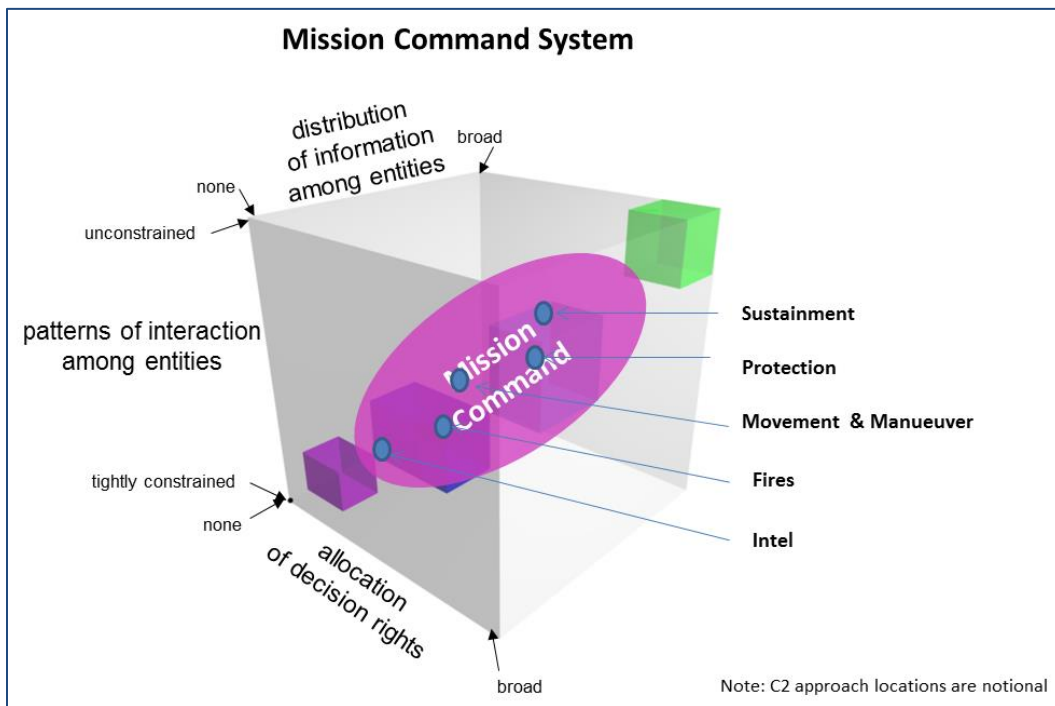 Mission Command System
distribution
of information
among entities
broad
none
unconstrained
patterns of interaction
among entities
tightly constrained
none
allocation
of decision rights
broad
Mission
Command
Sustainment
Protection
Movement & Manueuver
Fires
Intel
Note: C2 approach locations are notional